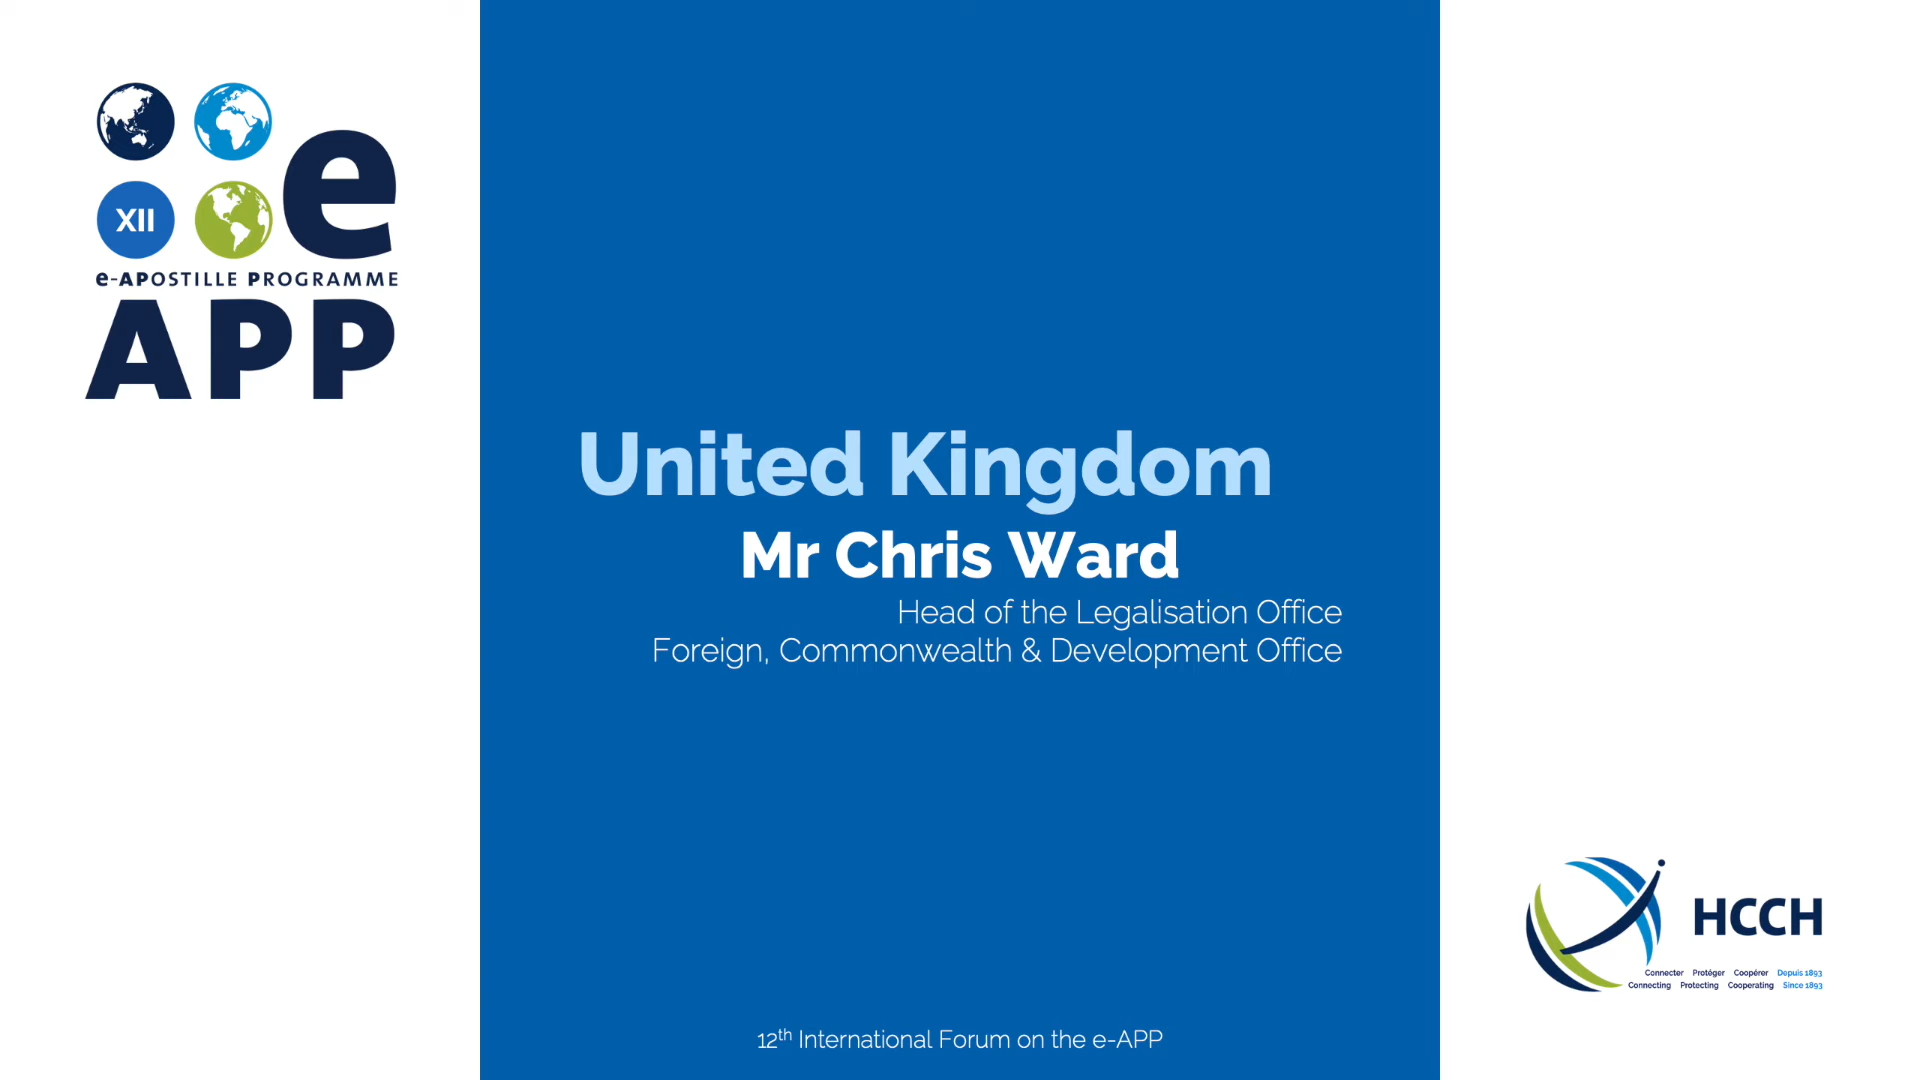 XII
e
e-APOSTILLE PROGRAMME
APP
United Kingdom
Mr Chris Ward
Head of the Legalisation Office
Foreign, Commonwealth & Development Office
HCCH
Connecter Protéger Coopérer Depuis 1893
Connecting Protecting Cooperating Since 1893
12th International Forum on the e-APP